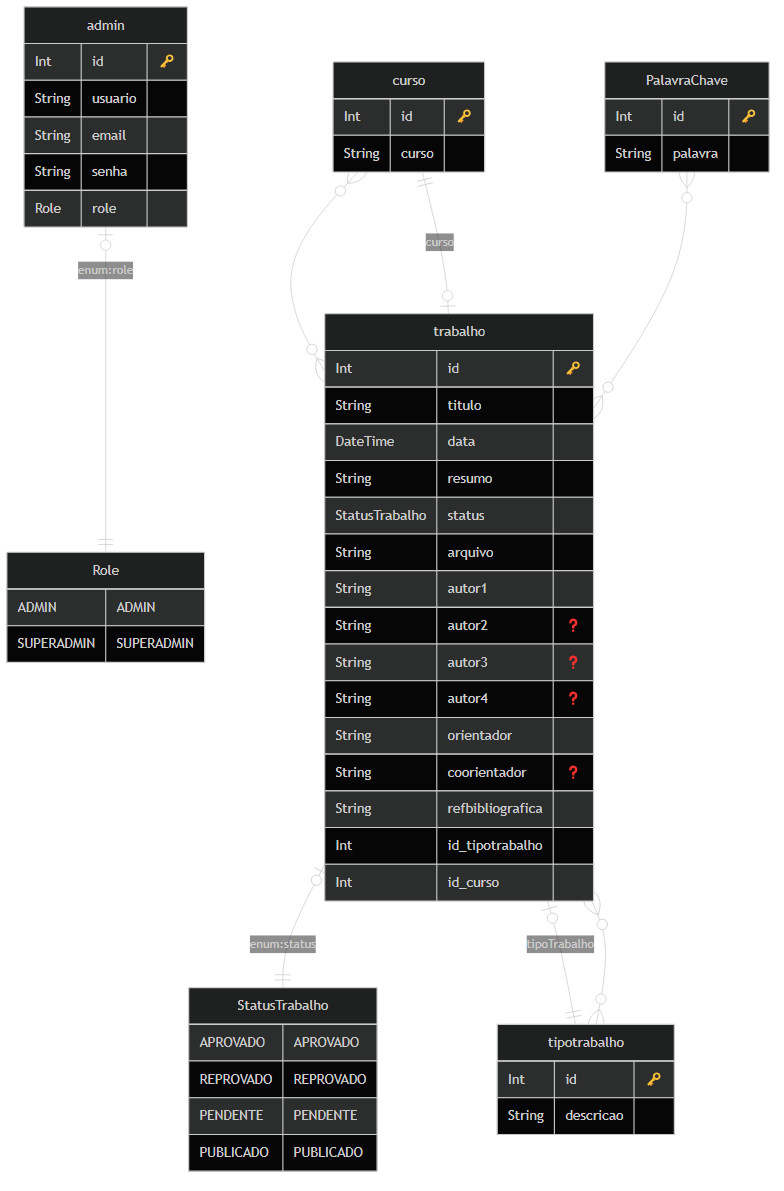 admin
Int id
String usuario
String email
String senha
Role role
enum:role
Role
ADMIN ADMIN
SUPERADMIN SUPERADMIN
curso
Int id
String curso
PalavraChave
Int id
String palavra
curso
trabalho
Int id
String titulo
DateTime data
String resumo
StatusTrabalho status
String arquivo
String autor1
String autor2 ?
String autor3 ?
String autor4 ?
String orientador
String coorientador ?
String refbibliografica
Int id_tipotrabalho
Int id_curso
enum:status
tipoTrabalho
StatusTrabalho
APROVADO APROVADO
REPROVADO REPROVADO
PENDENTE PENDENTE
PUBLICADO PUBLICADO
tipotrabalho
Int id
String descricao